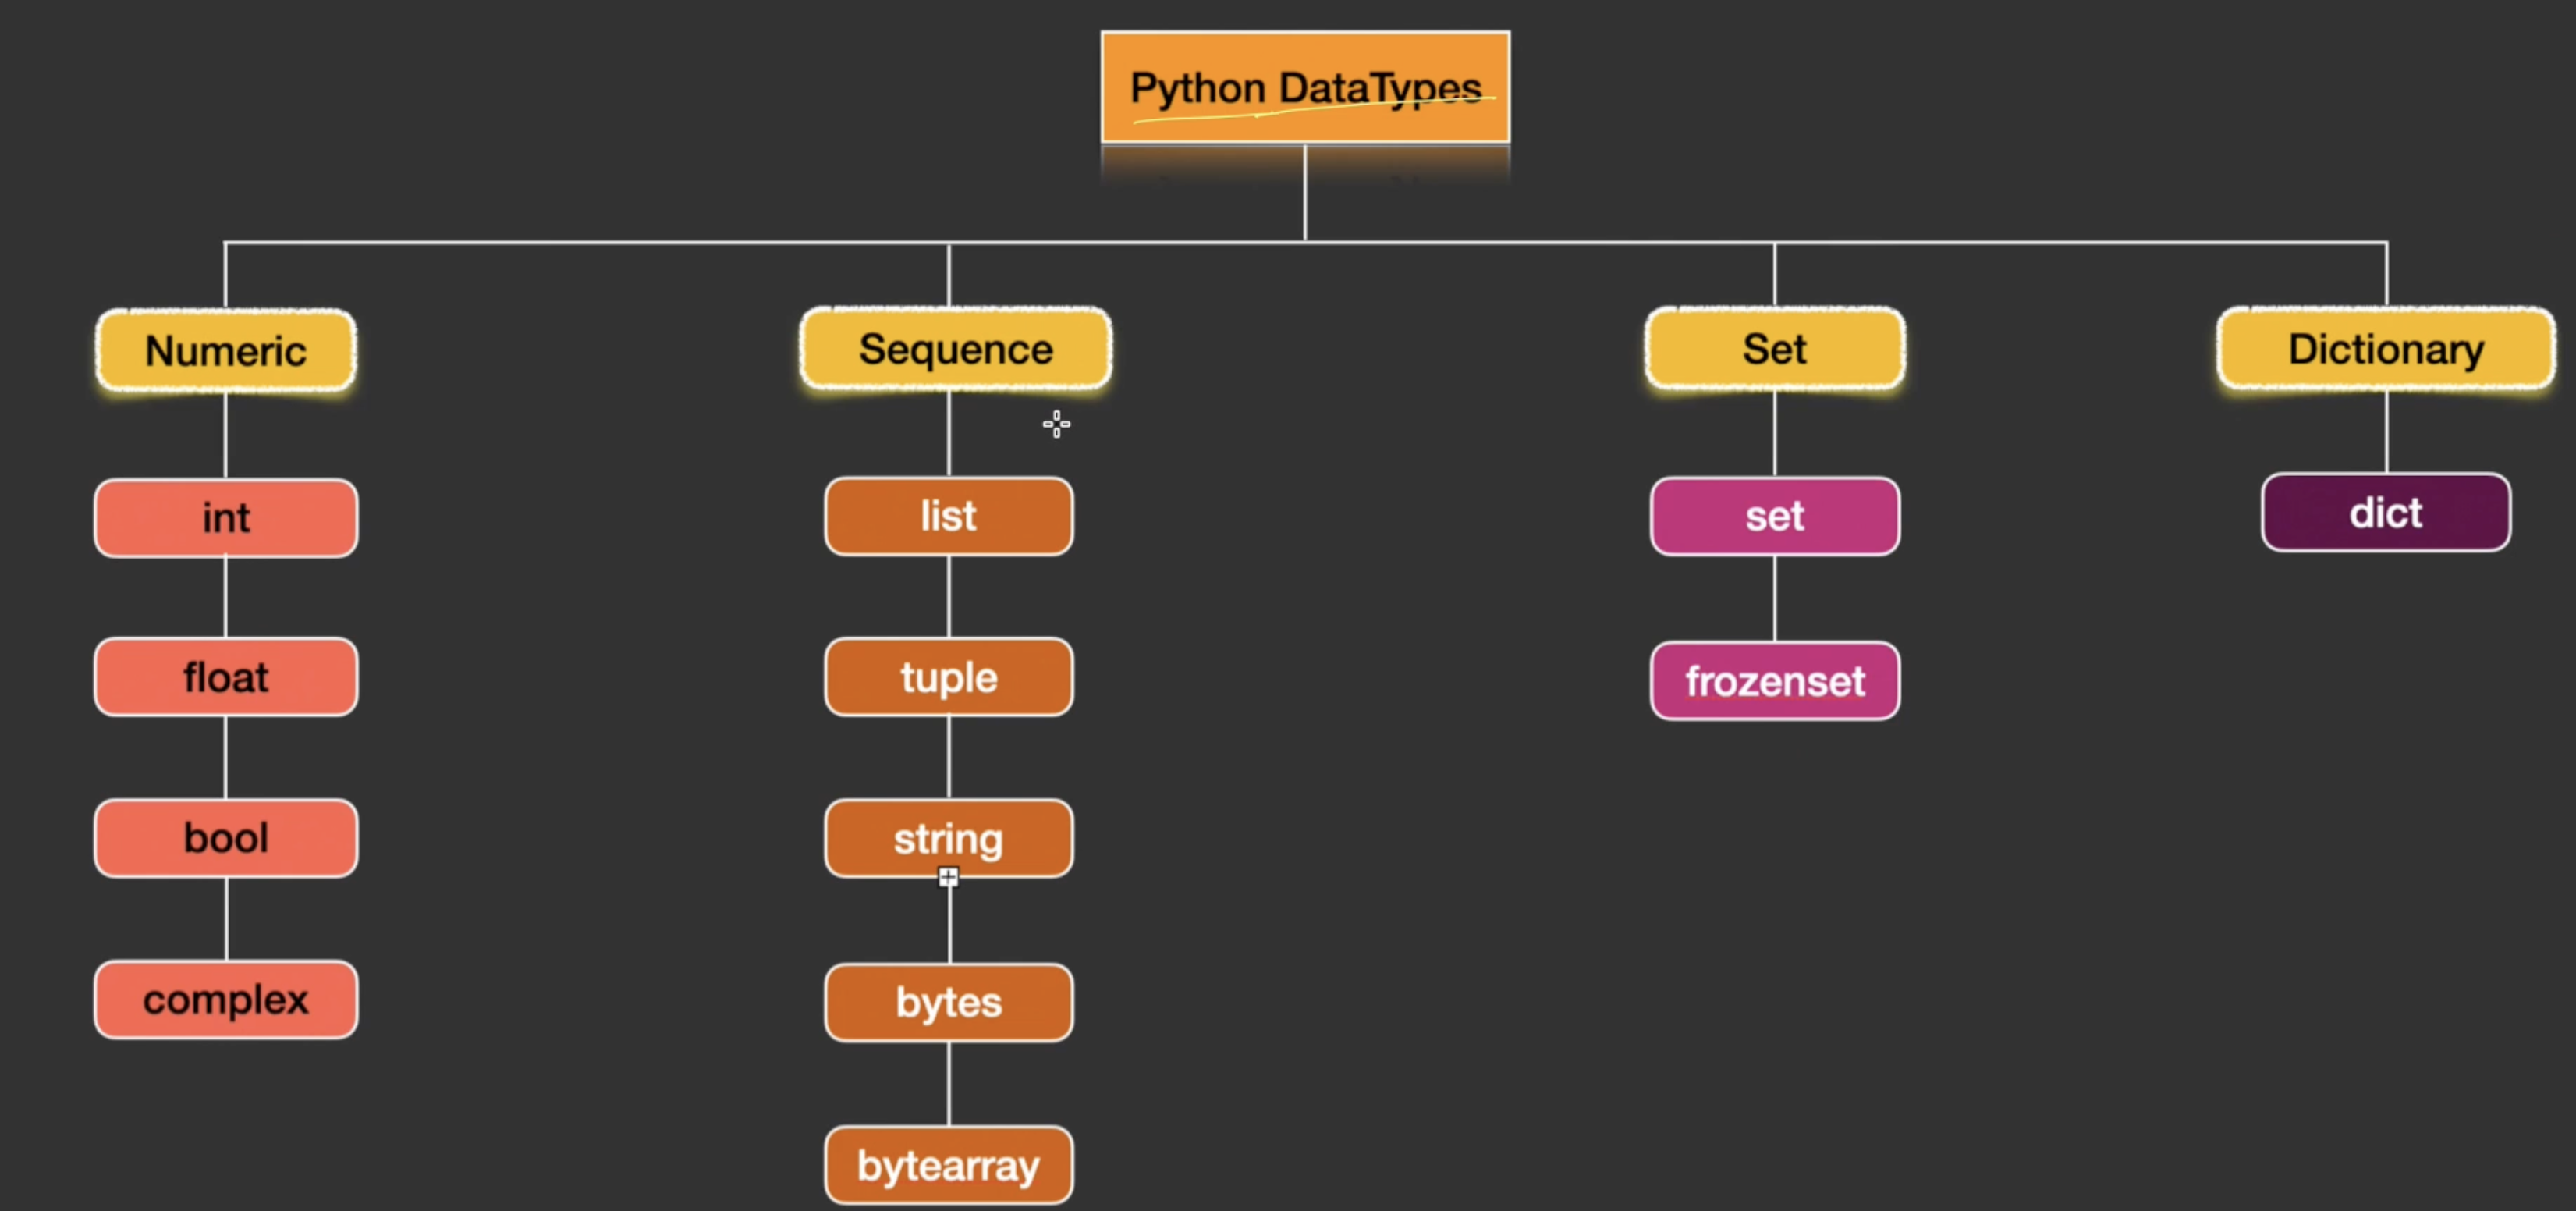 Python DataTypes
Numeric
Sequence
Set
Dictionary
int
list
set
dict
float
tuple
frozenset
bool
string
complex
bytes
bytearray